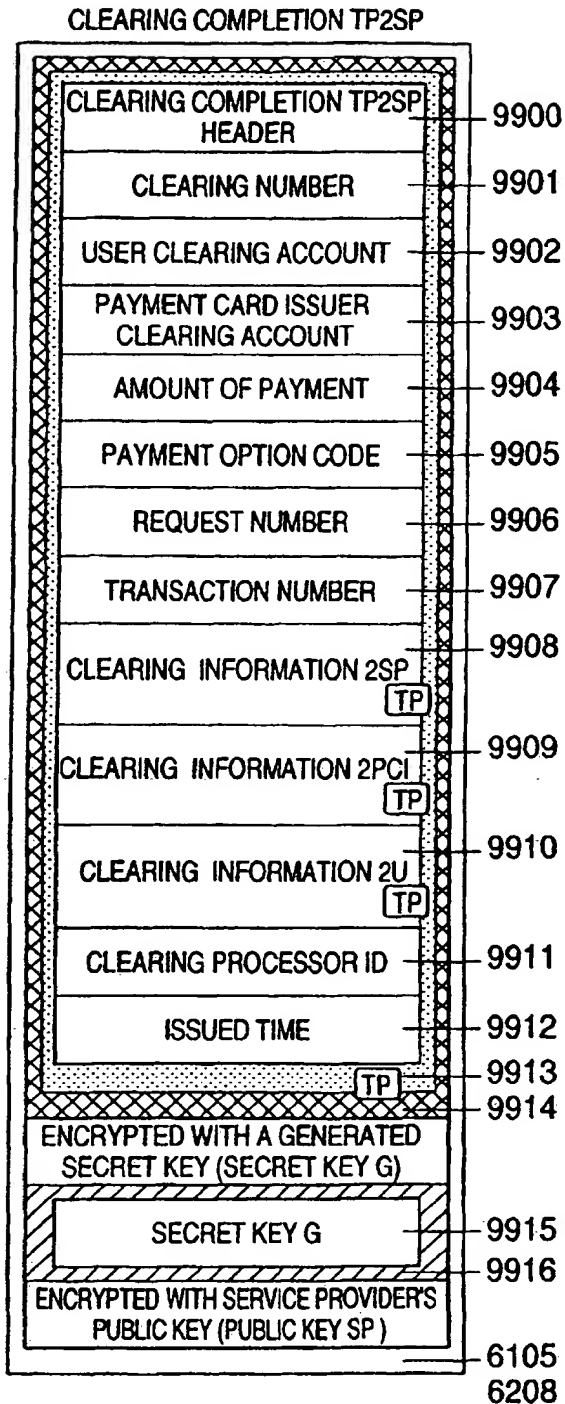 CLEARING COMPLETION TP2SP
CLEARING COMPLETION TP2SP
HEADER
9900
CLEARING NUMBER
9901
USER CLEARING ACCOUNT
9902
PAYMENT CARD ISSUER
CLEARING ACCOUNT
9903
AMOUNT OF PAYMENT
9904
PAYMENT OPTION CODE
9905
REQUEST NUMBER
9906
TRANSACTION NUMBER
9907
9908
CLEARING INFORMATION 2SP
TP
9909
CLEARING INFORMATION 2PCI
TP
9910
CLEARING INFORMATION 2U
TP
CLEARING PROCESSOR ID
9911
ISSUED TIME
9912
TP
9913
9914
ENCRYPTED WITH A GENERATED
SECRET KEY (SECRET KEY G)
SECRET KEY G
9915
9916
ENCRYPTED WITH SERVICE PROVIDER'S
PUBLIC KEY (PUBLIC KEY SP )
6105
6208